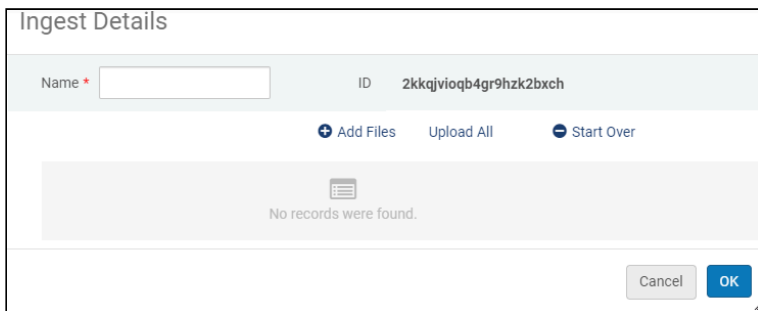 Ingest Details
Name * ID 2kkqjvioqb4gr9hzk2bxch
Add Files Upload All Start Over
No records were found.
Cancel OK